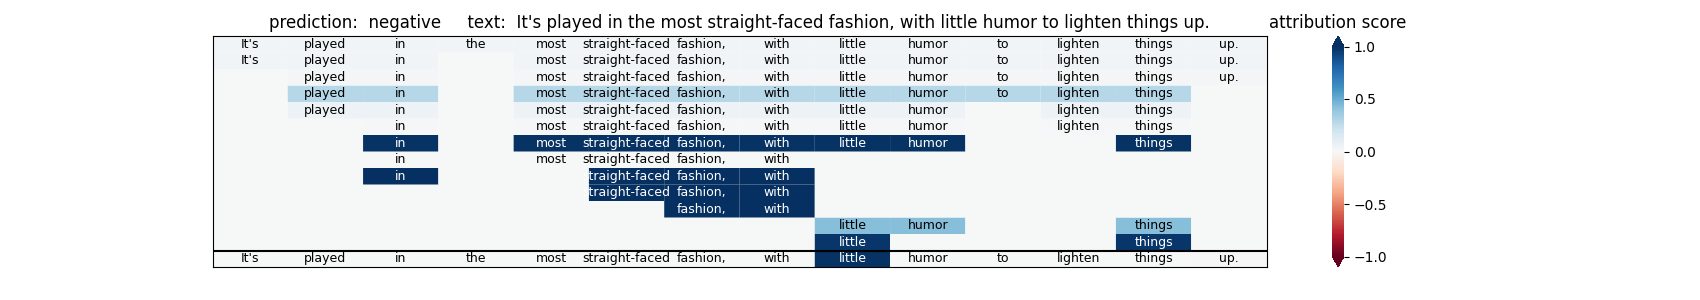 prediction:  negative     text:  It's played in the most straight-faced fashion, with little humor to lighten things up.     attribution score
It's played in the most straight-faced fashion, with little humor to lighten things up.
It's played in most straight-faced fashion, with little humor to lighten things up.
played in most straight-faced fashion, with little humor to lighten things up.
played in most straight-faced fashion, with little humor to lighten things
played in most straight-faced fashion, with little humor lighten things
in most straight-faced fashion, with little humor lighten things
in most straight-faced fashion, with little humor things
in most straight-faced fashion, with
in traight-faced fashion, with
traight-faced fashion, with
fashion, with
little humor things
little things
It's played in the most straight-faced fashion, with little humor to lighten things up.
1.0
0.5
0.0
−0.5
−1.0